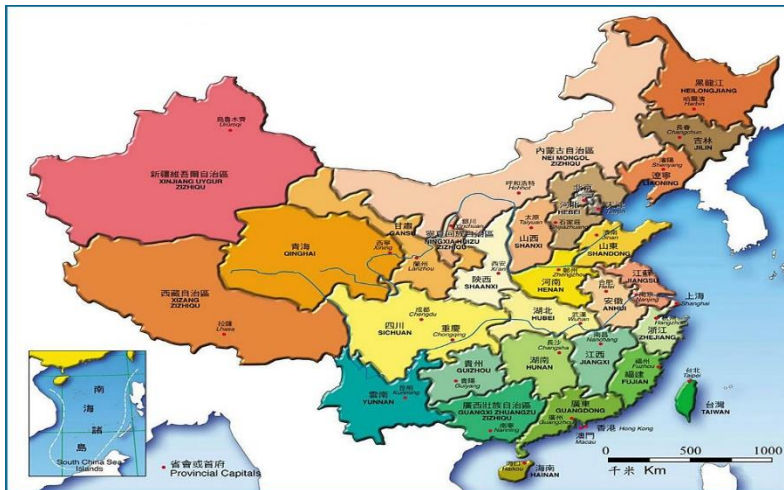 黑龍江
HEILONGJIANG
哈爾濱
Harbin
長春
Changchun
吉林
JILIN
瀋陽
Shenyang
遼寧
LIAONING
烏魯木齊
Urumqi
新疆維吾爾自治區
XINJIANG UYGUR
ZIZHIQU
內蒙古自治區
NEI MONGOL
ZIZHIQU
呼和浩特
Hohhot
北京
河北
HEBEI
石家莊
Shijiazhuang
太原
Taiyuan
山西
SHANXI
濟南
Jinan
山東
SHANDONG
甘肅
GANSU
銀川
Yinchuan
寧夏回族自治區
NINGXIA HUIZU
ZIZHIQU
青海
QINGHAI
西寧
Xining
蘭州
Lanzhou
西安
Xi'an
陝西
SHAANXI
鄭州
Zhengzhou
河南
HENAN
江蘇
JIANGSU
南京
Nanjing
合肥
Hefei
安徽
ANHUI
上海
Shanghai
西藏自治區
XIZANG
ZIZHIQU
拉薩
Lhasa
成都
Chengdu
四川
SICHUAN
重慶
Chongqing
湖北
HUBEI
武漢
Wuhan
杭州
Hangzhou
浙江
ZHEJIANG
長沙
Changsha
湖南
HUNAN
南昌
Nanchang
江西
JIANGXI
貴州
GUIZHOU
貴陽
Guiyang
福州
Fuzhou
福建
FUJIAN
台北
Taipei
台灣
TAIWAN
雲南
YUNNAN
昆明
Kunming
廣西壯族自治區
GUANGXI ZHUANGZU
ZIZHIQU
南寧
Nanning
廣東
GUANGDONG
廣州
Guangzhou
香港 Hong Kong
澳門
Macau
海口
Haikou
海南
HAINAN
南海諸島
South China Sea
Islands
省會或首府
Provincial Capitals
0 500 1000
千米 Km